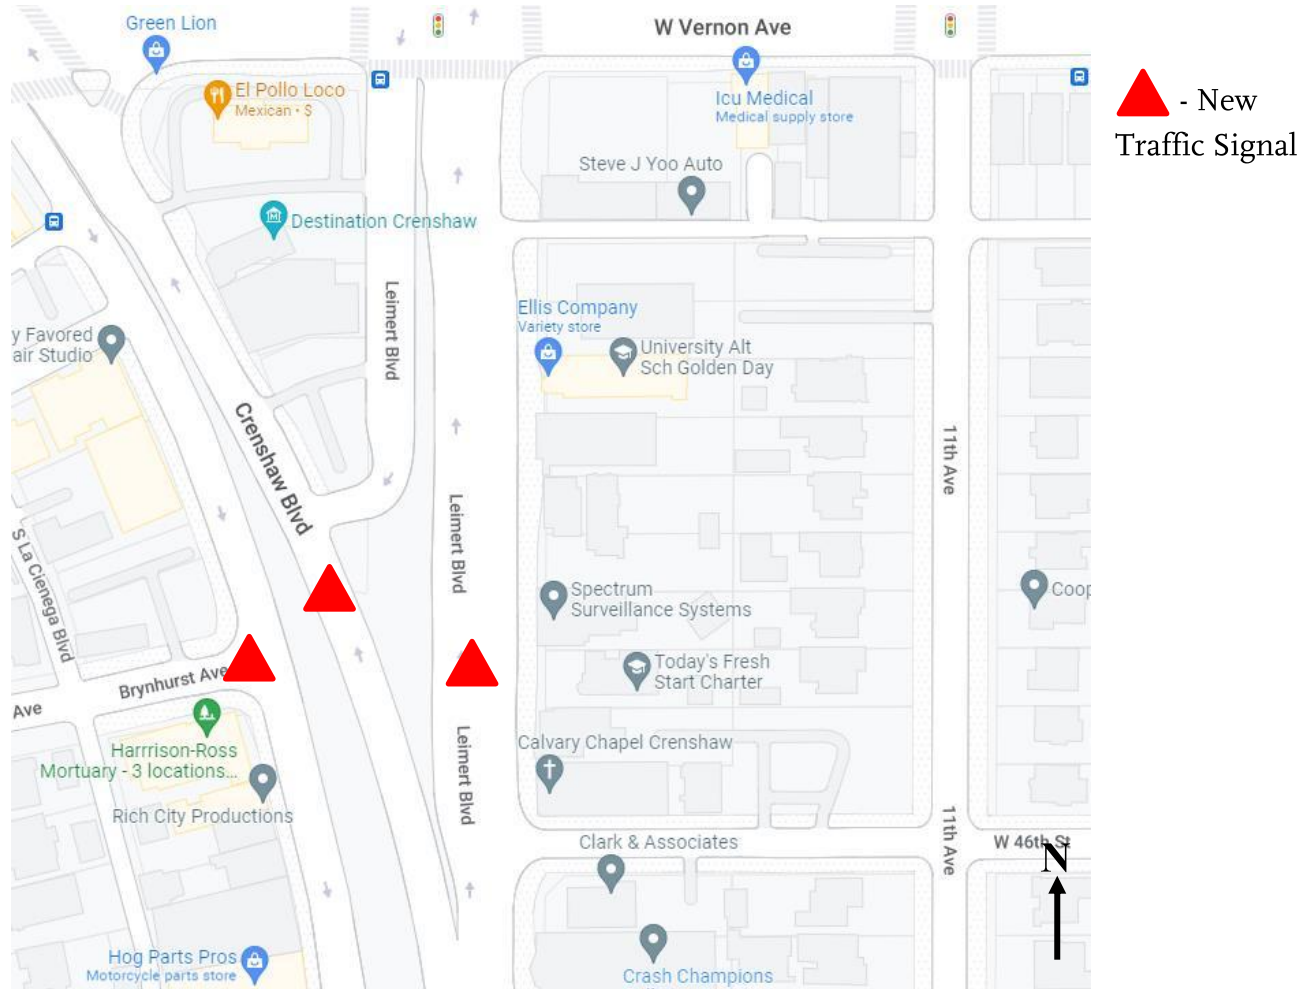 Green Lion
W Vernon Ave
El Pollo Loco
Mexican · $
Icu Medical
Medical supply store
- New
Traffic Signal
Steve J Yoo Auto
Destination Crenshaw
Leimert Blvd
Ellis Company
Variety store
y Favored
air Studio
University Alt
Sch Golden Day
Crenshaw Blvd
11th Ave
Leimert Blvd
S La Cienega Blvd
Spectrum
Surveillance Systems
Coop
Brynhurst Ave
Today's Fresh
Start Charter
Ave
Harrrison-Ross
Mortuary - 3 locations...
Calvary Chapel Crenshaw
Leimert Blvd
Rich City Productions
Clark & Associates
11th Ave
W 46th St
N
Hog Parts Pros
Motorcycle parts store
Crash Champions